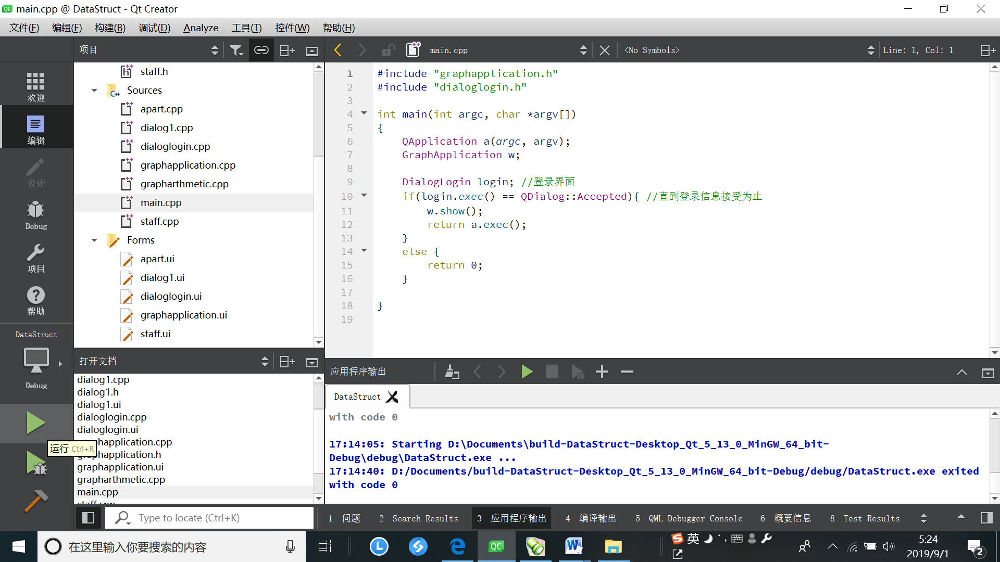 main.cpp @ DataStruct - Qt Creator
文件(F) 编辑(E) 构建(B) 调试(D) Analyze 工具(T) 控件(W) 帮助(H)
项目
main.cpp
<No Symbols>
Line: 1, Col: 1
欢迎
编辑
设计
Debug
项目
帮助
DataStruct
Debug
staff.h
Sources
apart.cpp
dialog1.cpp
dialoglogin.cpp
graphapplication.cpp
grapharthmetic.cpp
main.cpp
staff.cpp
Forms
apart.ui
dialog1.ui
dialoglogin.ui
graphapplication.ui
staff.ui
1 #include "graphapplication.h"
2 #include "dialoglogin.h"
3
4 int main(int argc, char *argv[])
5 {
6 QApplication a(argc, argv);
7 GraphApplication w;
8
9 DialogLogin login; //登录界面
10 if(login.exec() == QDialog::Accepted){ //直到登录信息接受为止
11 w.show();
12 return a.exec();
13 }
14 else {
15 return 0;
16 }
17
18 }
19
打开文档
dialog1.cpp
dialog1.h
dialog1.ui
dialoglogin.cpp
dialoglogin.ui
phapplication.cpp
运行 Ctrl+R
graphapplication.h
graphapplication.ui
grapharthmetic.cpp
main.cpp
staff.cpp
应用程序输出
DataStruct
with code 0
17:14:05: Starting D:\Documents\build-DataStruct-Desktop_Qt_5_13_0_MinGW_64_bit-
Debug\debug\DataStruct.exe ...
17:14:40: D:/Documents/build-DataStruct-Desktop_Qt_5_13_0_MinGW_64_bit-Debug/debug/DataStruct.exe exited
with code 0
Type to locate (Ctrl+K)
1 问题 2 Search Results 3 应用程序输出 4 编译输出 5 QML Debugger Console 6 概要信息 8 Test Results
在这里输入你要搜索的内容
英
5:24
2019/9/1
2